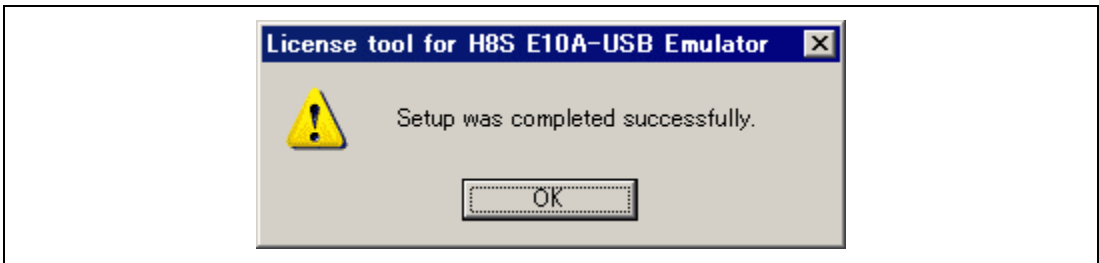 License tool for H8S E10A-USB Emulator
Setup was completed successfully.
OK